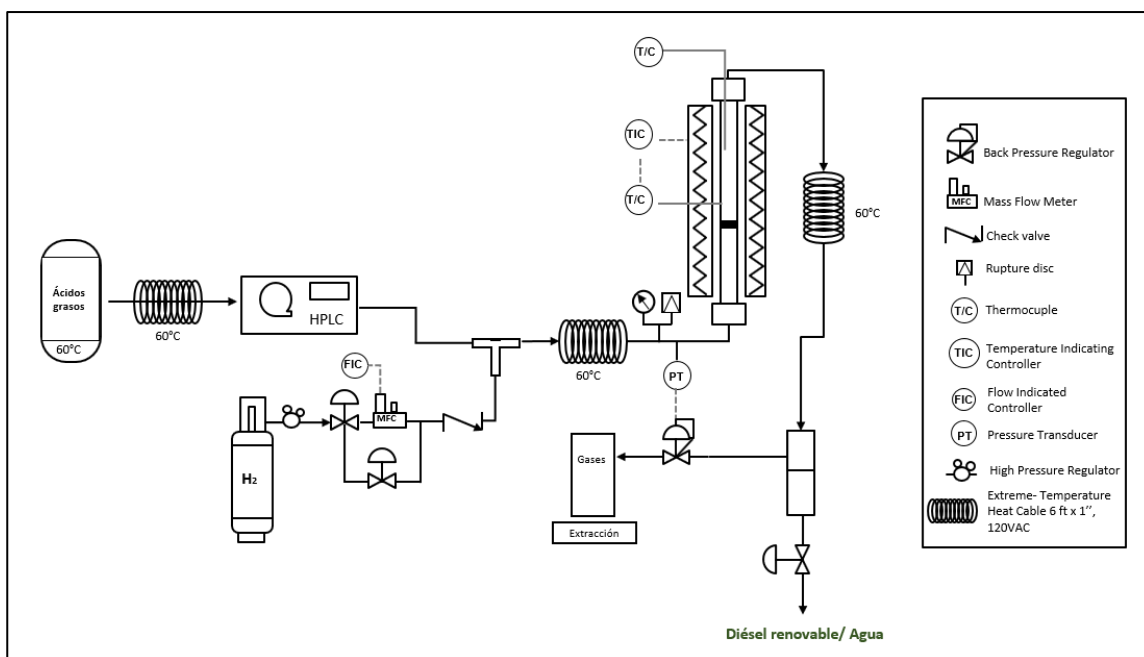 T/C
TIC
T/C
60°C
Ácidos
grasos
60°C
60°C
HPLC
60°C
FIC
MFC
PT
H2
Gases
Extracción
Diésel renovable/ Agua
Back Pressure Regulator
MFC
Mass Flow Meter
Check valve
Rupture disc
T/C
Thermocuple
TIC
Temperature Indicating
Controller
FIC
Flow Indicated
Controller
PT
Pressure Transducer
High Pressure Regulator
Extreme- Temperature
Heat Cable 6 ft x 1’’,
120VAC